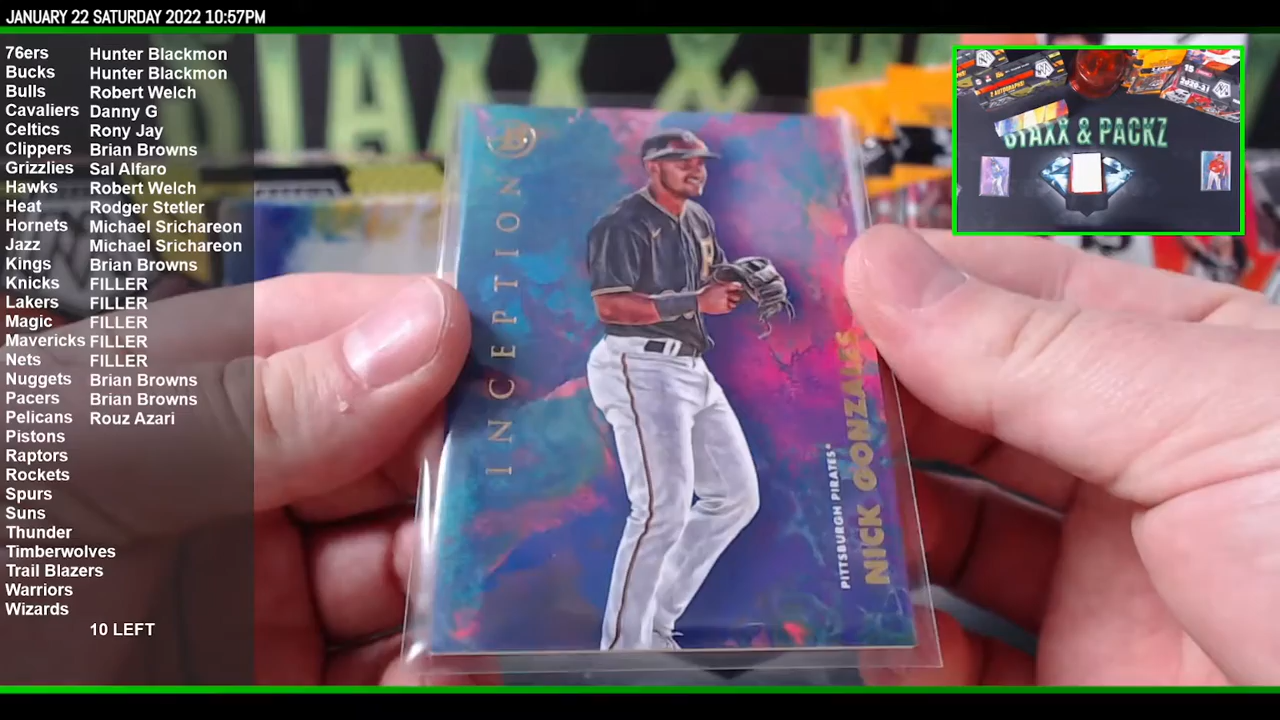 JANUARY 22 SATURDAY 2022 10:57PM
76ers Hunter Blackmon
Bucks Hunter Blackmon
Bulls Robert Welch
Cavaliers Danny G
Celtics Rony Jay
Clippers Brian Browns
Grizzlies Sal Alfaro
Hawks Robert Welch
Heat Rodger Stetler
Hornets Michael Srichareon
Jazz Michael Srichareon
Kings Brian Browns
Knicks FILLER
Lakers FILLER
Magic FILLER
Mavericks FILLER
Nets FILLER
Nuggets Brian Browns
Pacers Brian Browns
Pelicans Rouz Azari
Pistons
Raptors
Rockets
Spurs
Suns
Thunder
Timberwolves
Trail Blazers
Warriors
Wizards
10 LEFT
STAXX &
INCEPTION
PITTSBURGH PIRATES
NICK GONZALES
STAXX & PACKZ